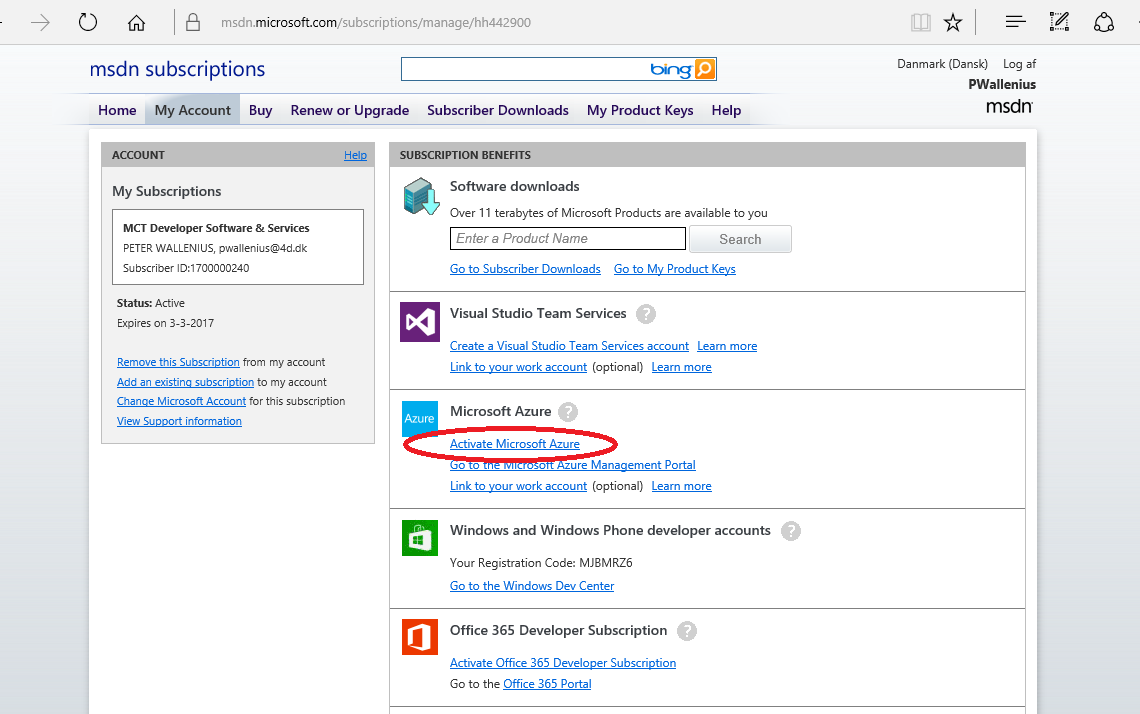 msdn.microsoft.com/subscriptions/manage/hh442900
msdn subscriptions
bing
Danmark (Dansk) Log af
PWallenius
msdn
Home My Account Buy Renew or Upgrade Subscriber Downloads My Product Keys Help
ACCOUNT Help
My Subscriptions
MCT Developer Software & Services
PETER WALLENIUS, pwallenius@4d.dk
Subscriber ID:1700000240
Status: Active
Expires on 3-3-2017
Remove this Subscription from my account
Add an existing subscription to my account
Change Microsoft Account for this subscription
View Support information
SUBSCRIPTION BENEFITS
Software downloads
Over 11 terabytes of Microsoft Products are available to you
Enter a Product Name Search
Go to Subscriber Downloads Go to My Product Keys
Visual Studio Team Services ?
Create a Visual Studio Team Services account Learn more
Link to your work account (optional) Learn more
Azure
Microsoft Azure ?
Activate Microsoft Azure
Go to the Microsoft Azure Management Portal
Link to your work account (optional) Learn more
Windows and Windows Phone developer accounts ?
Your Registration Code: MJBMRZ6
Go to the Windows Dev Center
Office 365 Developer Subscription ?
Activate Office 365 Developer Subscription
Go to the Office 365 Portal